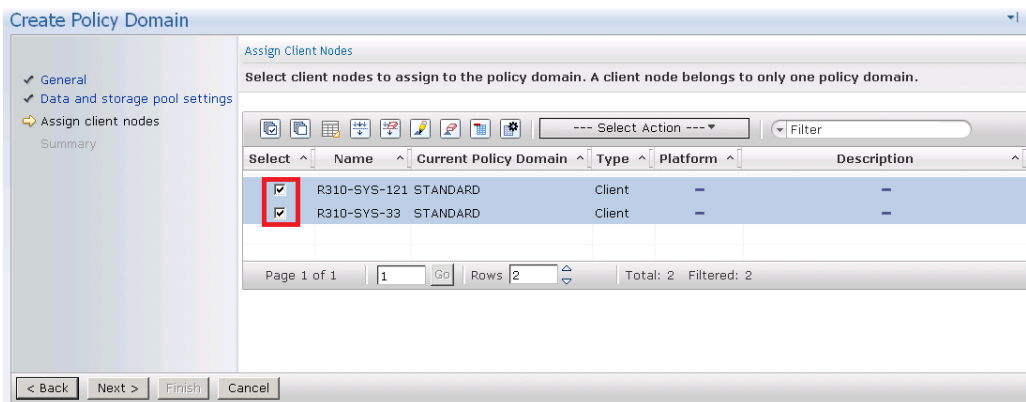 Create Policy Domain
General
Data and storage pool settings
Assign client nodes
Summary
Assign Client Nodes
Select client nodes to assign to the policy domain. A client node belongs to only one policy domain.
--- Select Action --- Filter
Select Name Current Policy Domain Type Platform Description
R310-SYS-121 STANDARD Client - -
R310-SYS-33 STANDARD Client - -
Page 1 of 1 1 Go Rows 2 Total: 2 Filtered: 2
< Back Next > Finish Cancel